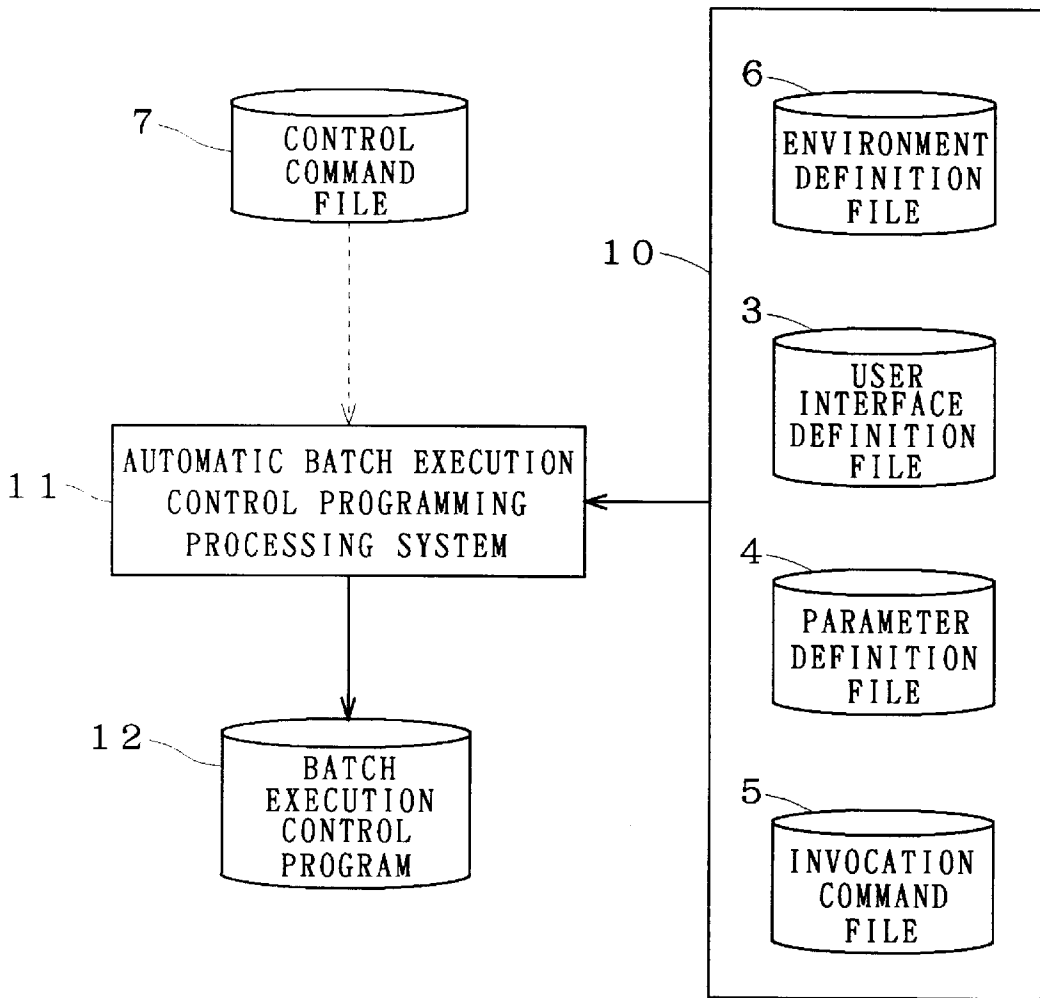 7
CONTROL
COMMAND
FILE
11
AUTOMATIC BATCH EXECUTION
CONTROL PROGRAMMING
PROCESSING SYSTEM
12
BATCH
EXECUTION
CONTROL
PROGRAM
10
6
ENVIRONMENT
DEFINITION
FILE
3
USER
INTERFACE
DEFINITION
FILE
4
PARAMETER
DEFINITION
FILE
5
INVOCATION
COMMAND
FILE